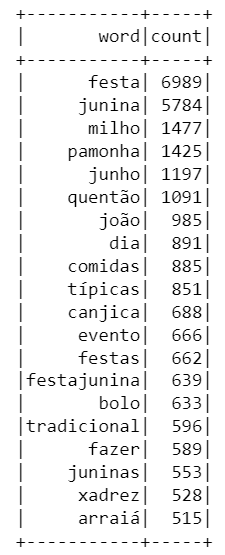 +-----------+-----+
|       word|count|
+-----------+-----+
|      festa| 6989|
|     junina| 5784|
|      milho| 1477|
|    pamonha| 1425|
|      junho| 1197|
|    quentão| 1091|
|       joão|  985|
|        dia|  891|
|    comidas|  885|
|    típicas|  851|
|    canjica|  688|
|     evento|  666|
|     festas|  662|
|festajunina|  639|
|       bolo|  633|
|tradicional|  596|
|      fazer|  589|
|    juninas|  553|
|     xadrez|  528|
|     arraiá|  515|
+-----------+-----+